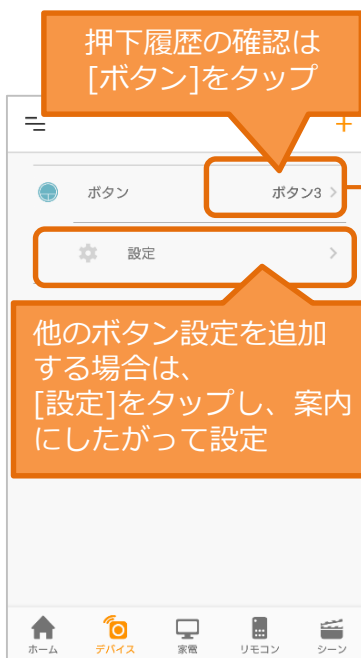 押下履歴の確認は
[ボタン]をタップ
+
ボタン ボタン3 >
設定 >
他のボタン設定を追加
する場合は、
[設定]をタップし、案内
にしたがって設定
ホーム デバイス 家電 リモコン シーン